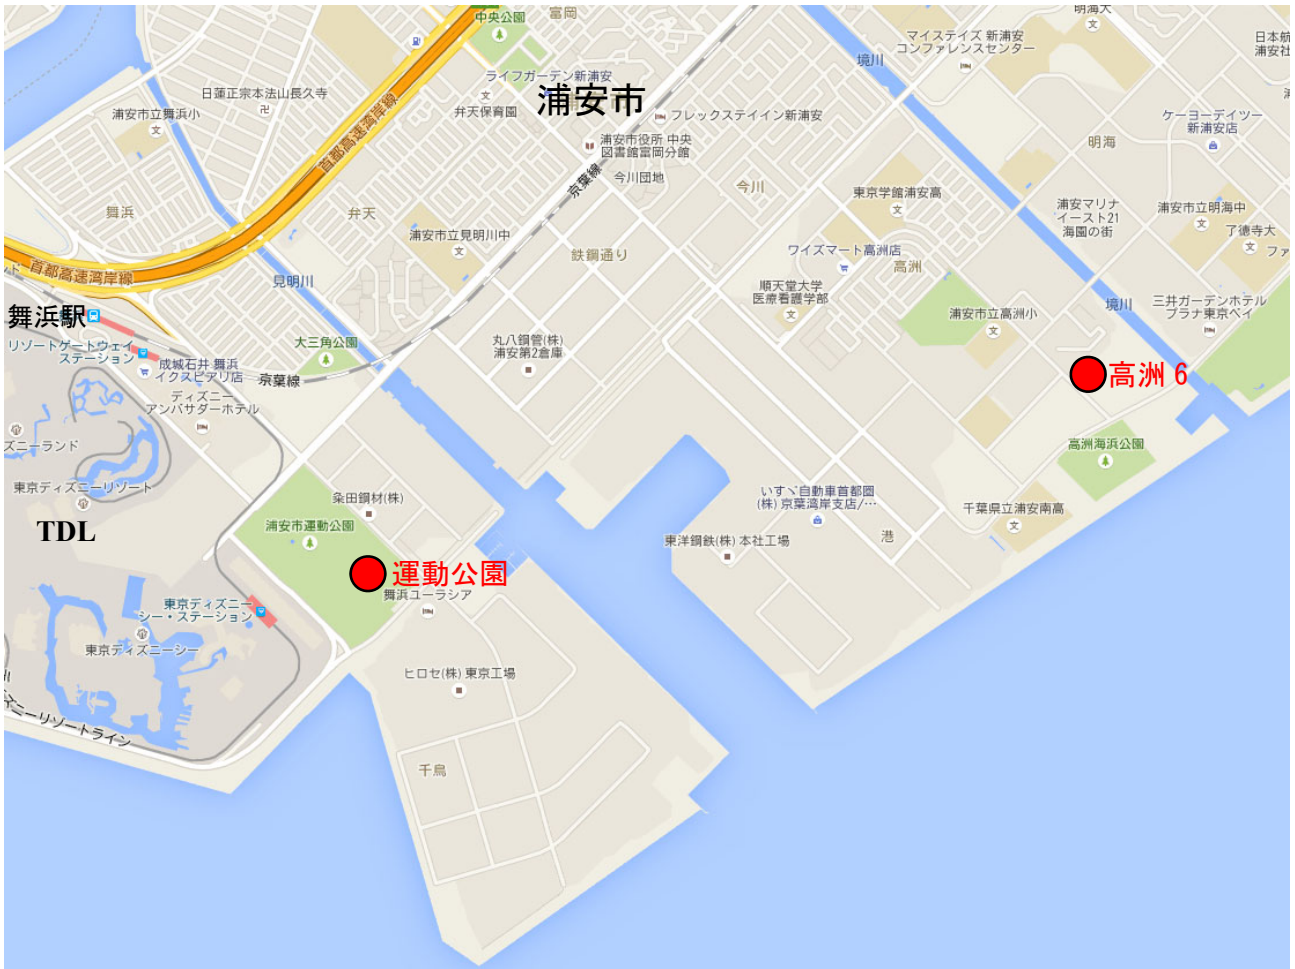 富岡
中央公園
明海大
マイステイズ 新浦安
コンファレンスセンター
日本航
浦安社
境川
ライフガーデン新浦安
日蓮正宗本法山長久寺
首都高速湾岸線
浦安市立舞浜小
弁天保育園
浦安市
フレックステイイン新浦安
ケーヨーデイツー
新浦安店
浦安市役所 中央
図書館富岡分館
明海
今川団地
京葉線
今川
東京学館浦安高
浦安マリナ
イースト21
海園の街
浦安市立明海中
了徳寺大
ファ
舞浜
弁天
浦安市立見明川中
鉄鋼通り
ワイズマート高洲店
高洲
首都高速湾岸線
見明川
順天堂大学
医療看護学部
浦安市立高洲小
境川
三井ガーデンホテル
プラナ東京ベイ
舞浜駅
リゾートゲートウェイ
ステーション
成城石井 舞浜
イクスピアリ店
大三角公園
丸八鋼管(株)
浦安第2倉庫
京葉線
高洲 6
ディズニー
アンバサダーホテル
ズニーランド
高洲海浜公園
東京ディズニーリゾート
粂田鋼材(株)
いすゞ自動車首都圏
(株) 京葉湾岸支店/…
千葉県立浦安南高
TDL
浦安市運動公園
東洋鋼鉄(株) 本社工場
港
運動公園
舞浜ユーラシア
東京ディズニー
シー・ステーション
東京ディズニーシー
ヒロセ(株) 東京工場
ニーリゾートライン
千鳥